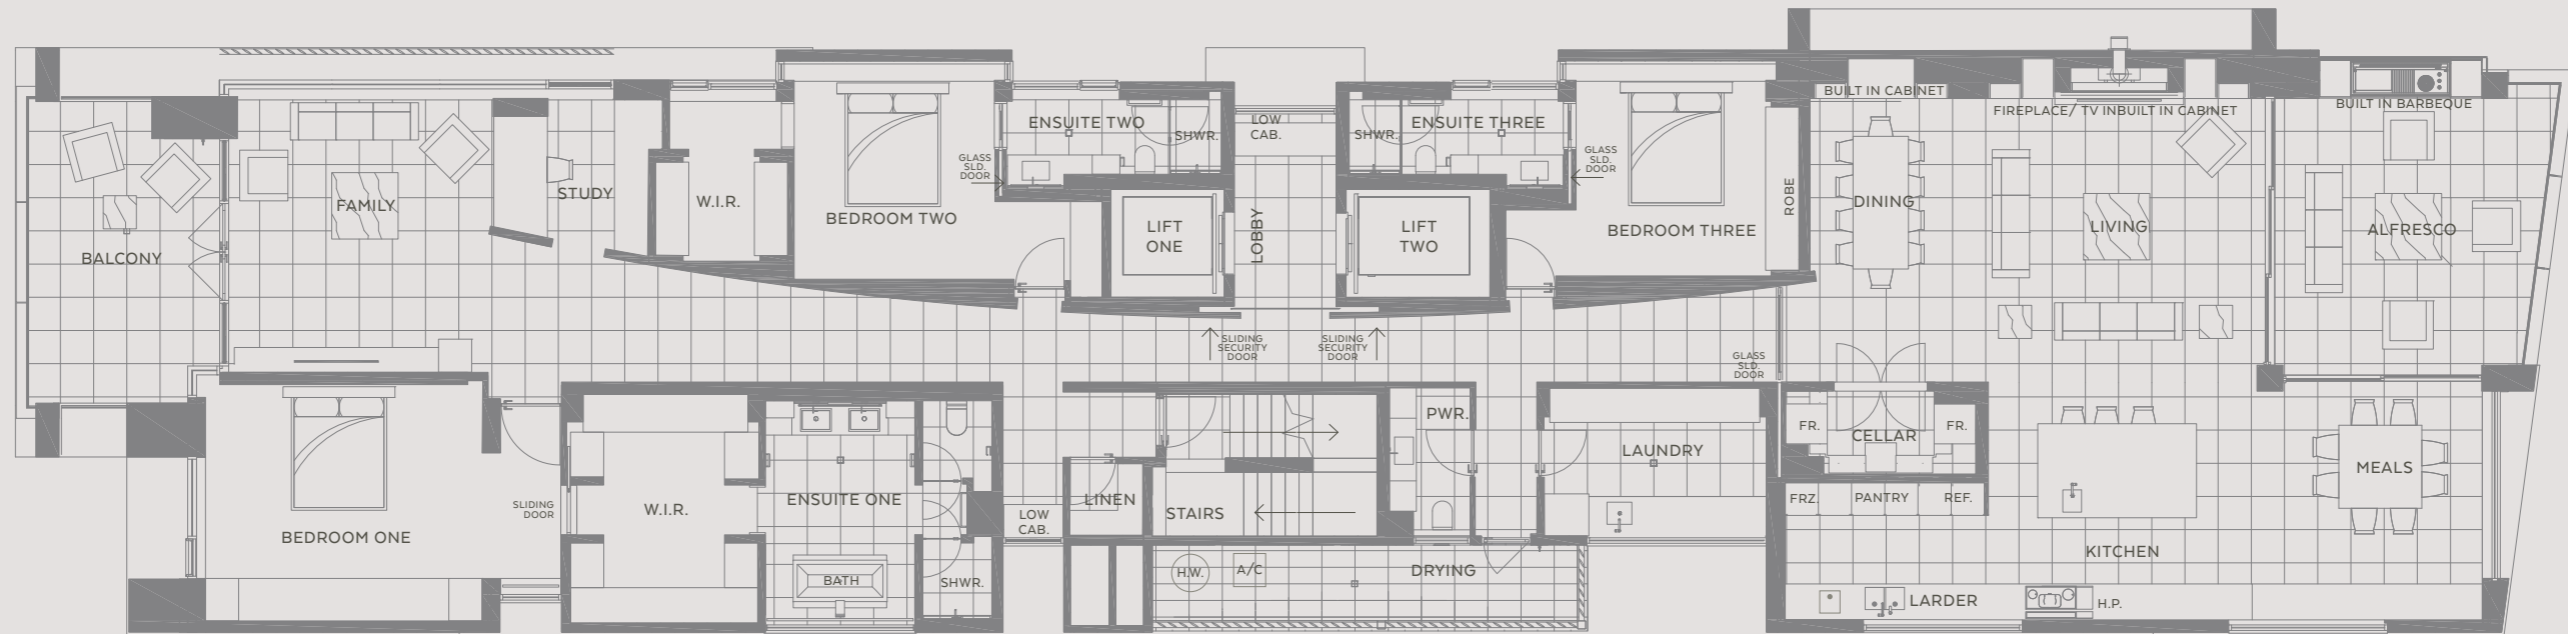 BUILT IN CABINET
FIREPLACE/ TV INBUILT IN CABINET
BUILT IN BARBEQUE
ENSUITE TWO
SHWR.
LOW
CAB.
SHWR.
ENSUITE THREE
GLASS
SLD.
DOOR
GLASS
SLD.
DOOR
STUDY
FAMILY
W.I.R.
BEDROOM TWO
LIFT
ONE
LOBBY
LIFT
TWO
BEDROOM THREE
ROBE
DINING
LIVING
ALFRESCO
BALCONY
SLIDING
SECURITY
DOOR
SLIDING
SECURITY
DOOR
GLASS
SLD.
DOOR
PWR.
FR.
CELLAR
FR.
LAUNDRY
MEALS
BEDROOM ONE
SLIDING
DOOR
W.I.R.
ENSUITE ONE
LINEN
LOW
CAB.
STAIRS
FRZ.
PANTRY
REF.
KITCHEN
BATH
SHWR.
H.W.
A/C
DRYING
LARDER
H.P.